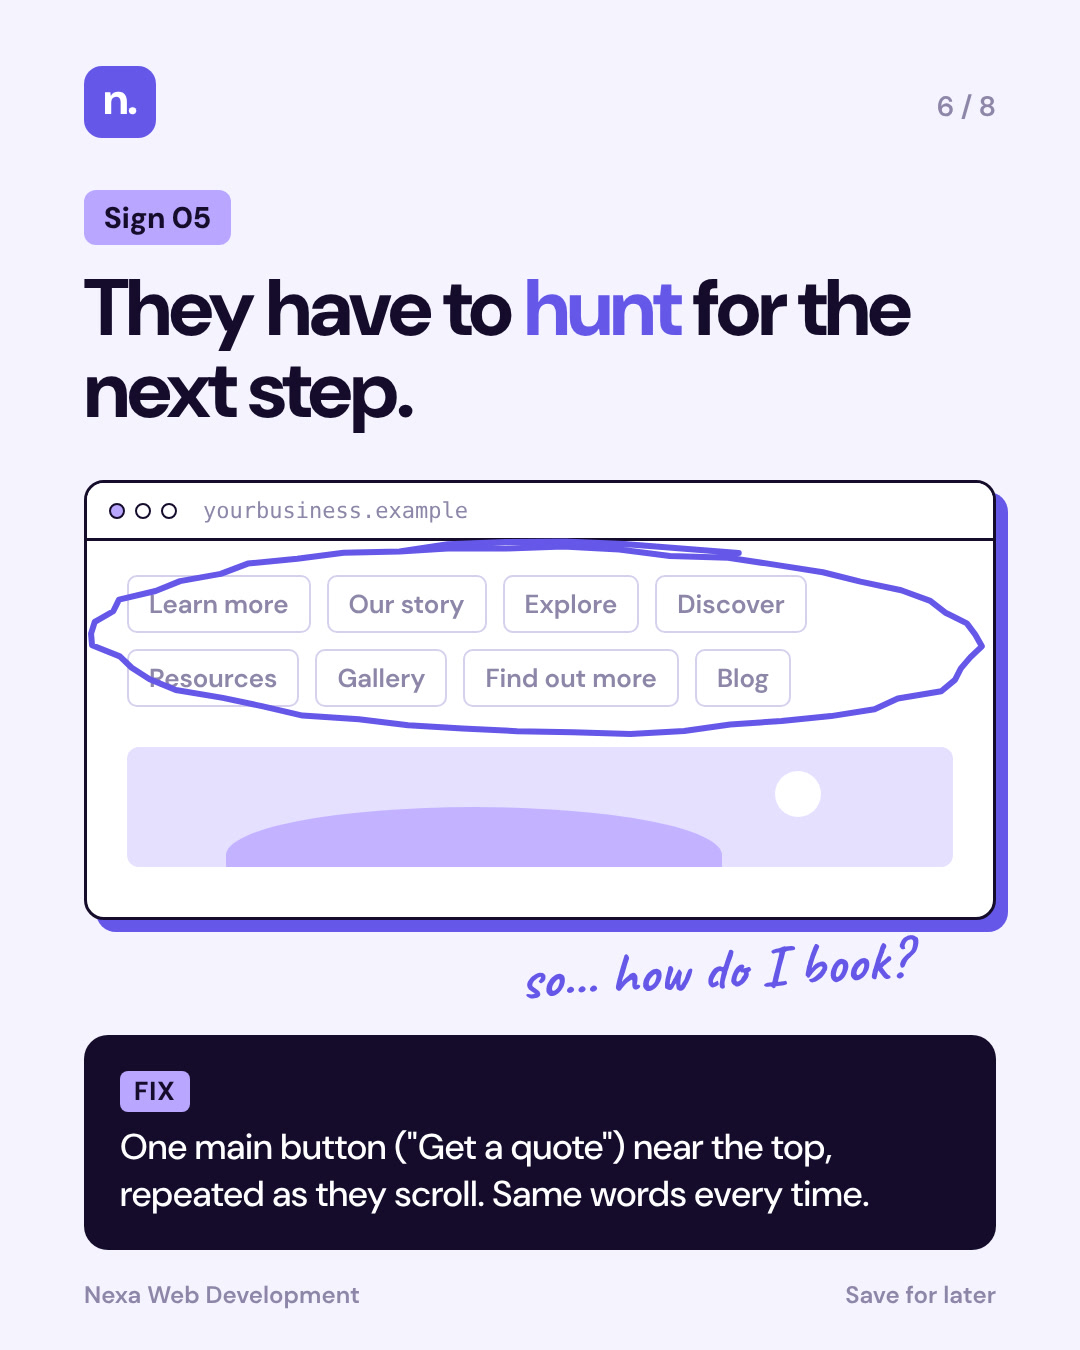 n.
6 / 8
Sign 05
They have to hunt for the
next step.
yourbusiness.example
Learn more Our story Explore Discover
Resources Gallery Find out more Blog
so... how do I book?
FIX
One main button ("Get a quote") near the top,
repeated as they scroll. Same words every time.
Nexa Web Development Save for later